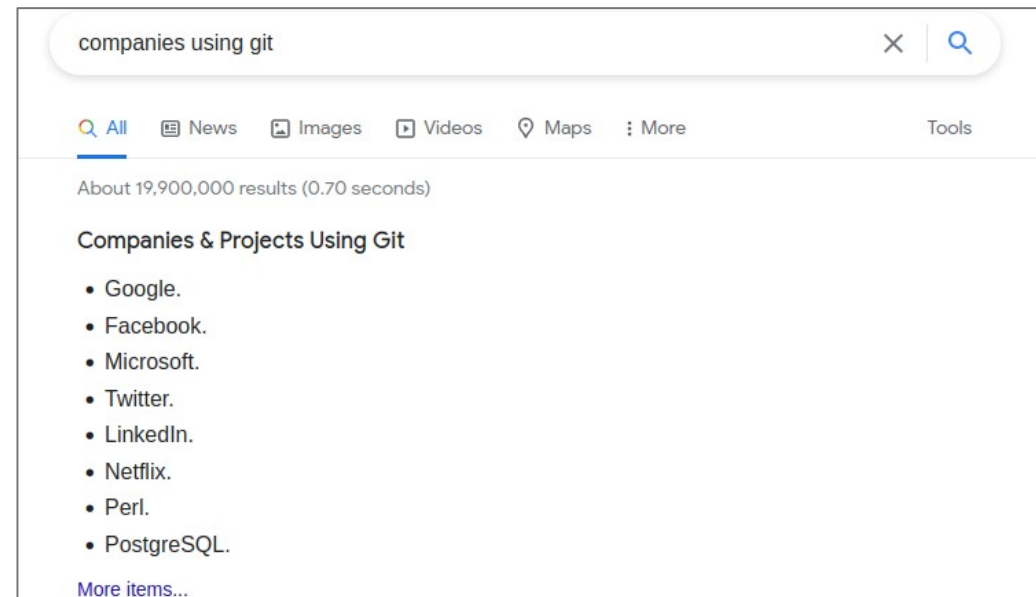 companies using git
All News Images Videos Maps More Tools
About 19,900,000 results (0.70 seconds)
Companies & Projects Using Git
• Google.
• Facebook.
• Microsoft.
• Twitter.
• LinkedIn.
• Netflix.
• Perl.
• PostgreSQL.
More items...